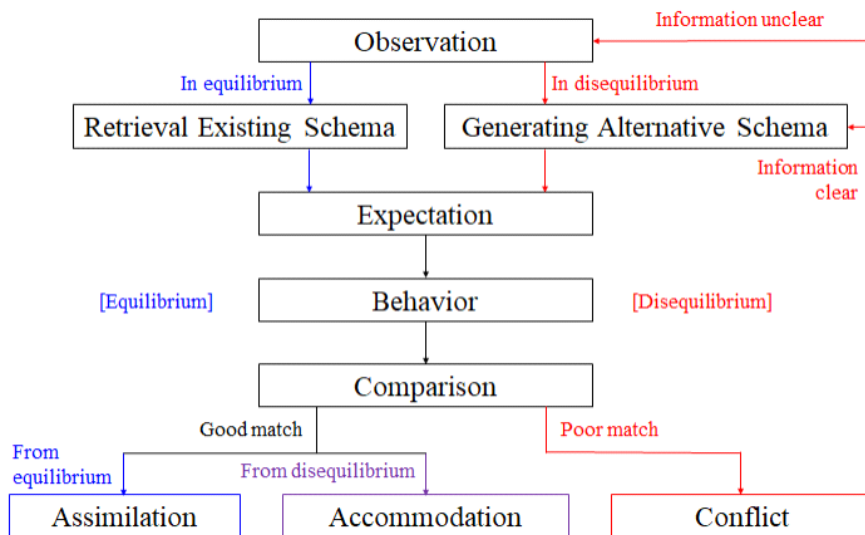 Information unclear
Observation
In equilibrium
In disequilibrium
Retrieval Existing Schema
Generating Alternative Schema
Information
clear
Expectation
[Equilibrium]
Behavior
[Disequilibrium]
Comparison
Good match
Poor match
From
equilibrium
From disequilibrium
Assimilation
Accommodation
Conflict